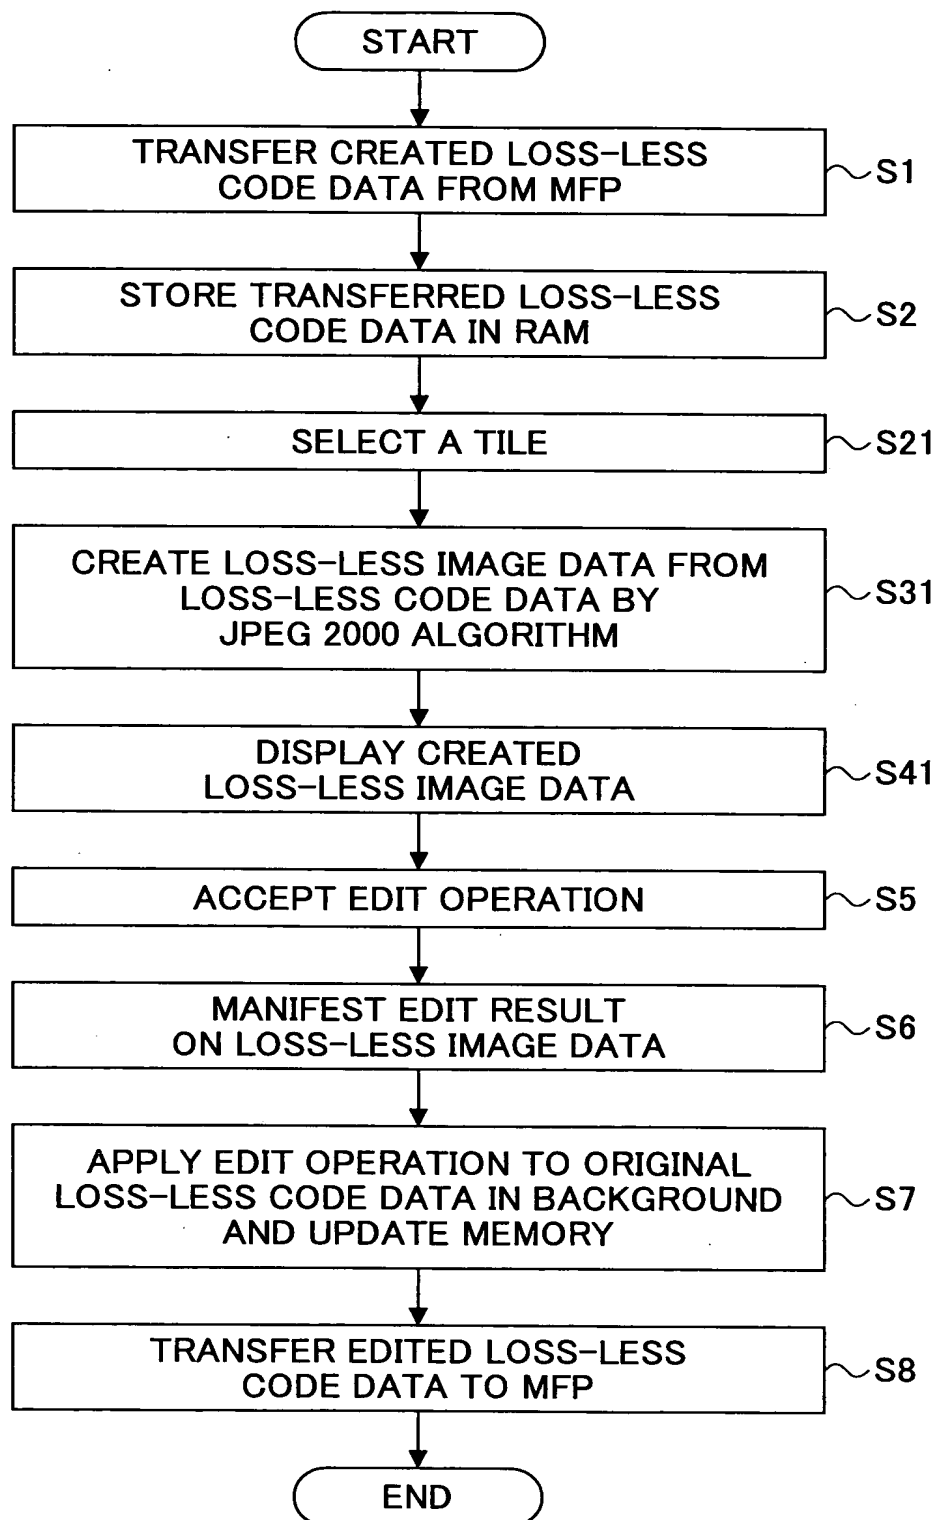 START
TRANSFER CREATED LOSS-LESS
CODE DATA FROM MFP
S1
STORE TRANSFERRED LOSS-LESS
CODE DATA IN RAM
S2
SELECT A TILE
S21
CREATE LOSS-LESS IMAGE DATA FROM
LOSS-LESS CODE DATA BY
JPEG 2000 ALGORITHM
S31
DISPLAY CREATED
LOSS-LESS IMAGE DATA
S41
ACCEPT EDIT OPERATION
S5
MANIFEST EDIT RESULT
ON LOSS-LESS IMAGE DATA
S6
APPLY EDIT OPERATION TO ORIGINAL
LOSS-LESS CODE DATA IN BACKGROUND
AND UPDATE MEMORY
S7
TRANSFER EDITED LOSS-LESS
CODE DATA TO MFP
S8
END